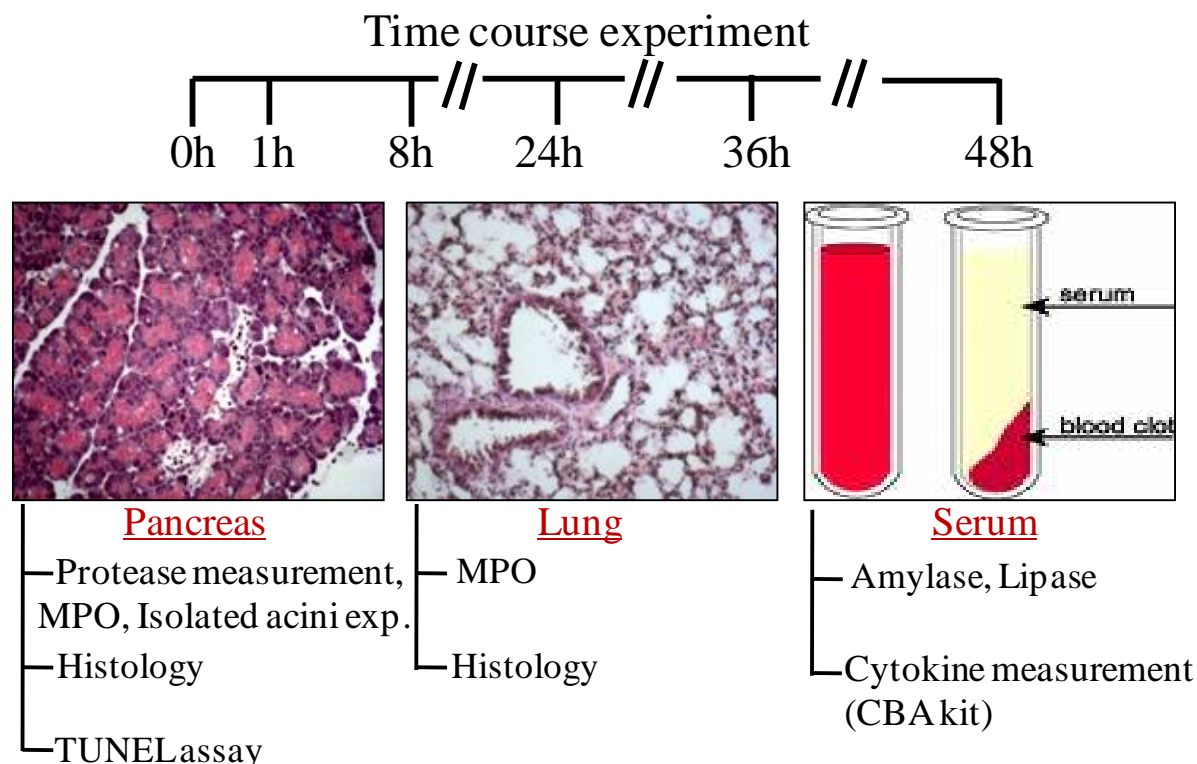 Time course experiment
0h 1h 8h 24h 36h 48h
serum
blood clot
Pancreas
Protease measurement,
MPO, Isolated acini exp.
Histology
TUNEL assay
Lung
MPO
Histology
Serum
Amylase, Lipase
Cytokine measurement
(CBA kit)